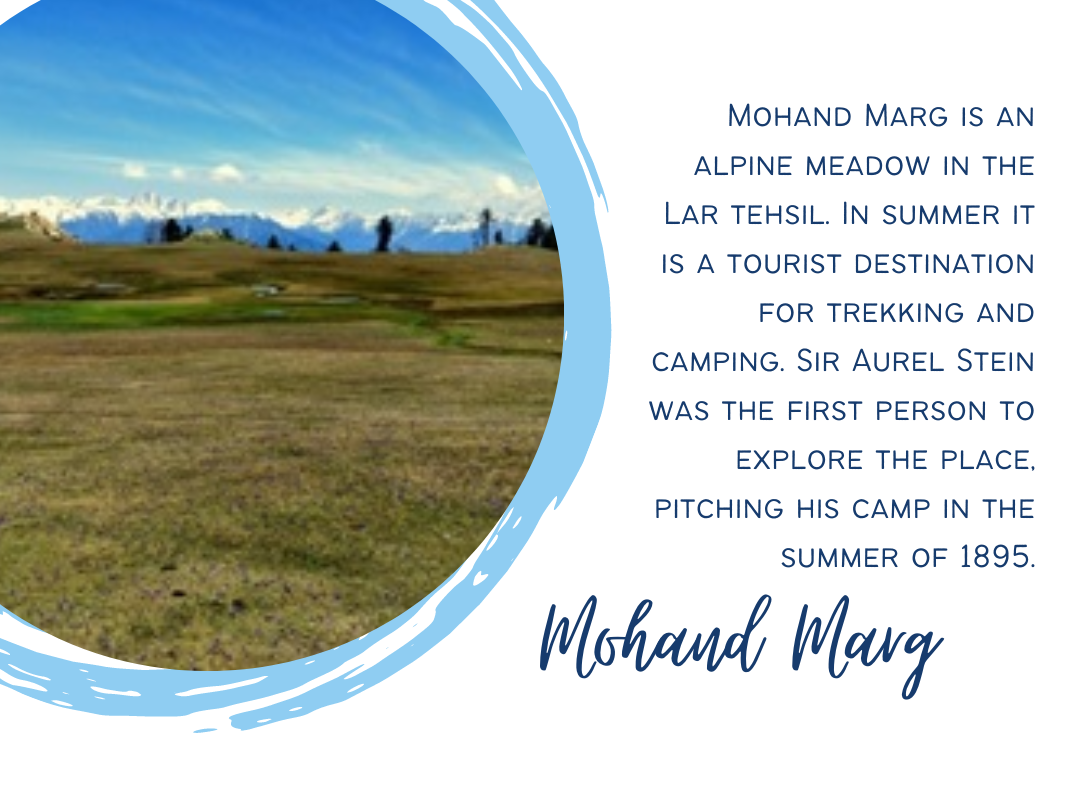 Mohand Marg is an
alpine meadow in the
Lar tehsil. In summer it
is a tourist destination
for trekking and
camping. Sir Aurel Stein
was the first person to
explore the place,
pitching his camp in the
summer of 1895.
Mohand Marg